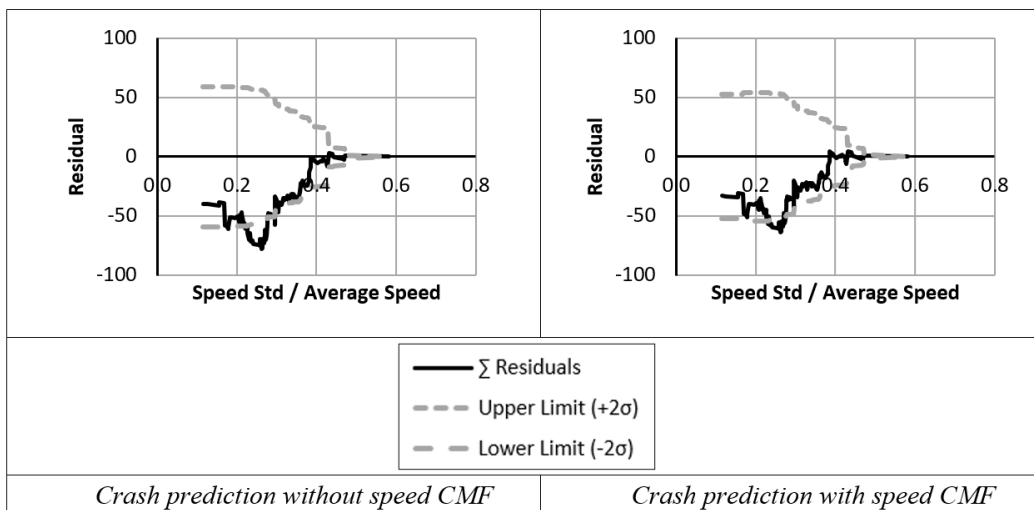 100
50
0
-50
-100
0.0 0.2 0.4 0.6 0.8
Residual
Speed Std / Average Speed
100
50
0
-50
-100
0.0 0.2 0.4 0.6 0.8
Residual
Speed Std / Average Speed
∑ Residuals
Upper Limit (+2σ)
Lower Limit (-2σ)
Crash prediction without speed CMF
Crash prediction with speed CMF